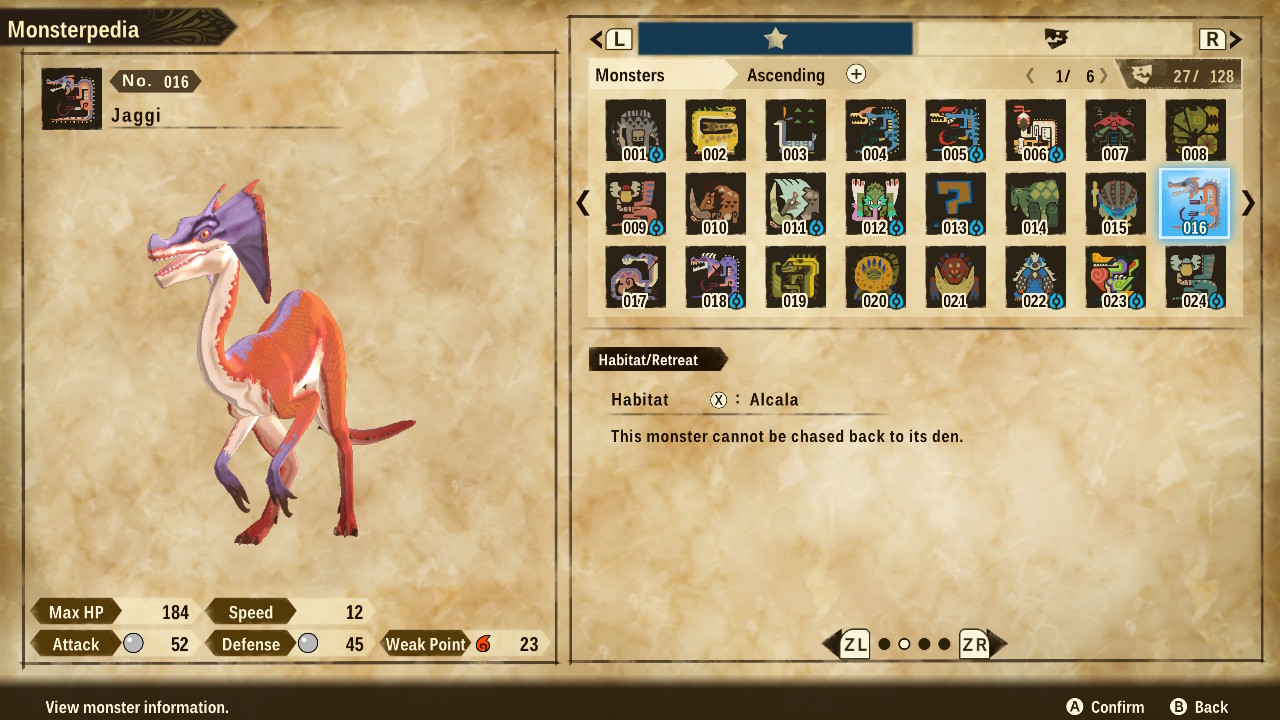 Monsterpedia
No. 016
Jaggi
L
R
Monsters Ascending + 1/ 6 27/ 128
001 002 003 004 005 006 007 008
009 010 011 012 013 014 015 016
017 018 019 020 021 022 023 024
Habitat/Retreat
Habitat X : Alcala
This monster cannot be chased back to its den.
Max HP 184 Speed 12
Attack 52 Defense 45 Weak Point 23
ZL ZR
View monster information.
A Confirm B Back